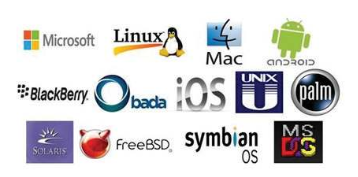 Microsoft
Linux
Mac
ANDROID
BlackBerry.
bada
iOS
UNIX
U
palm
SOLARIS
FreeBSD
symbian
OS
MS
DOS